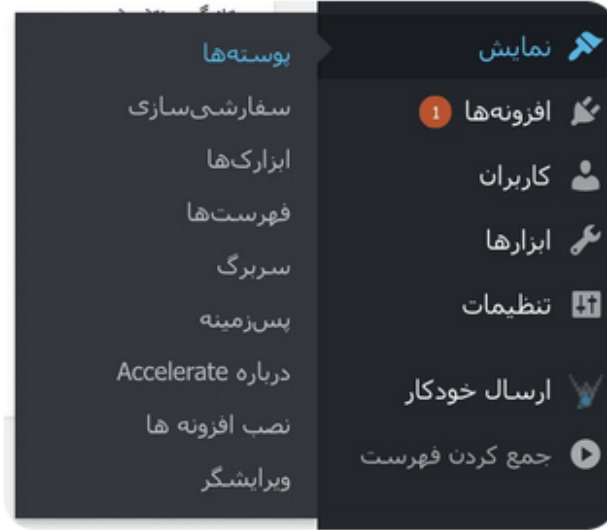 نمایش
افزونه‌ها 1
کاربران
ابزارها
تنظیمات
ارسال خودکار
جمع کردن فهرست
پوسته‌ها
سفارشی‌سازی
ابزارک‌ها
فهرست‌ها
سربرگ
پس‌زمینه
درباره Accelerate
نصب افزونه ها
ویرایشگر